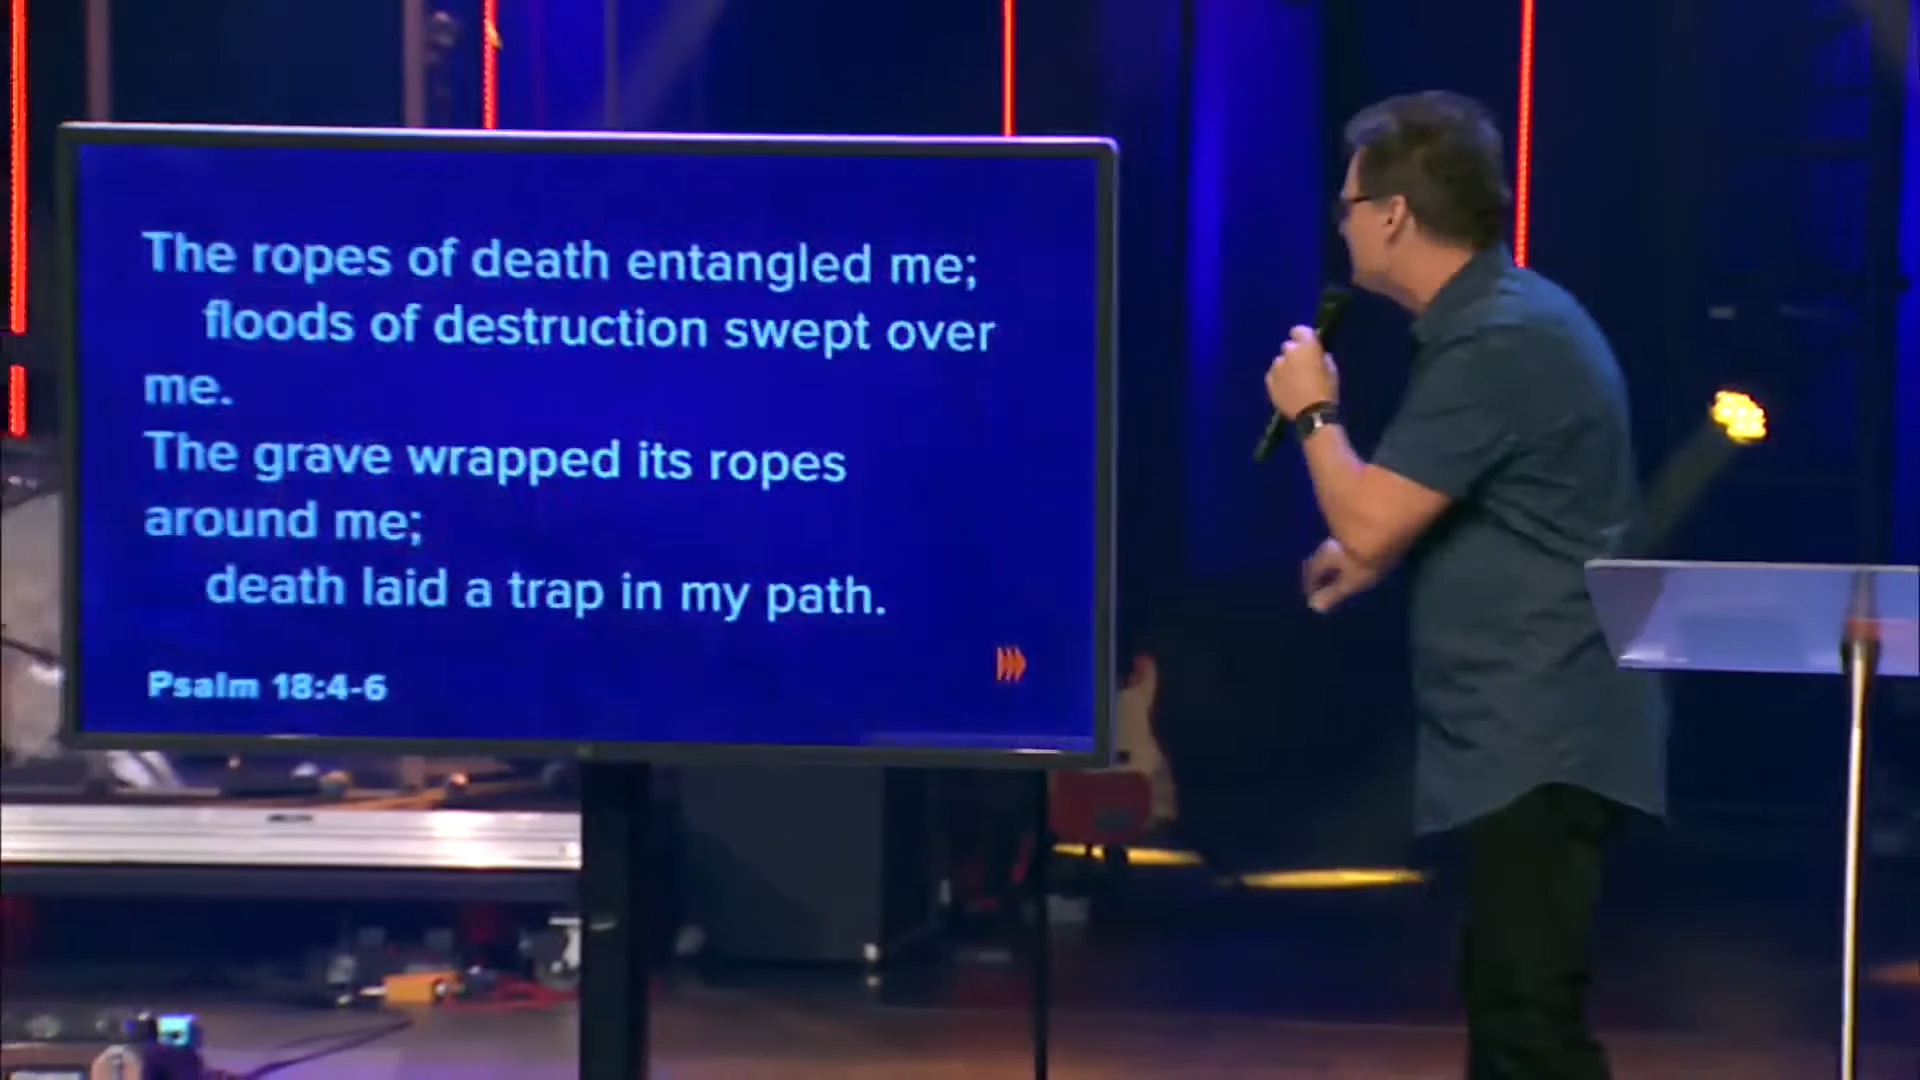 The ropes of death entangled me;
floods of destruction swept over
me.
The grave wrapped its ropes
around me;
death laid a trap in my path.
Psalm 18:4-6